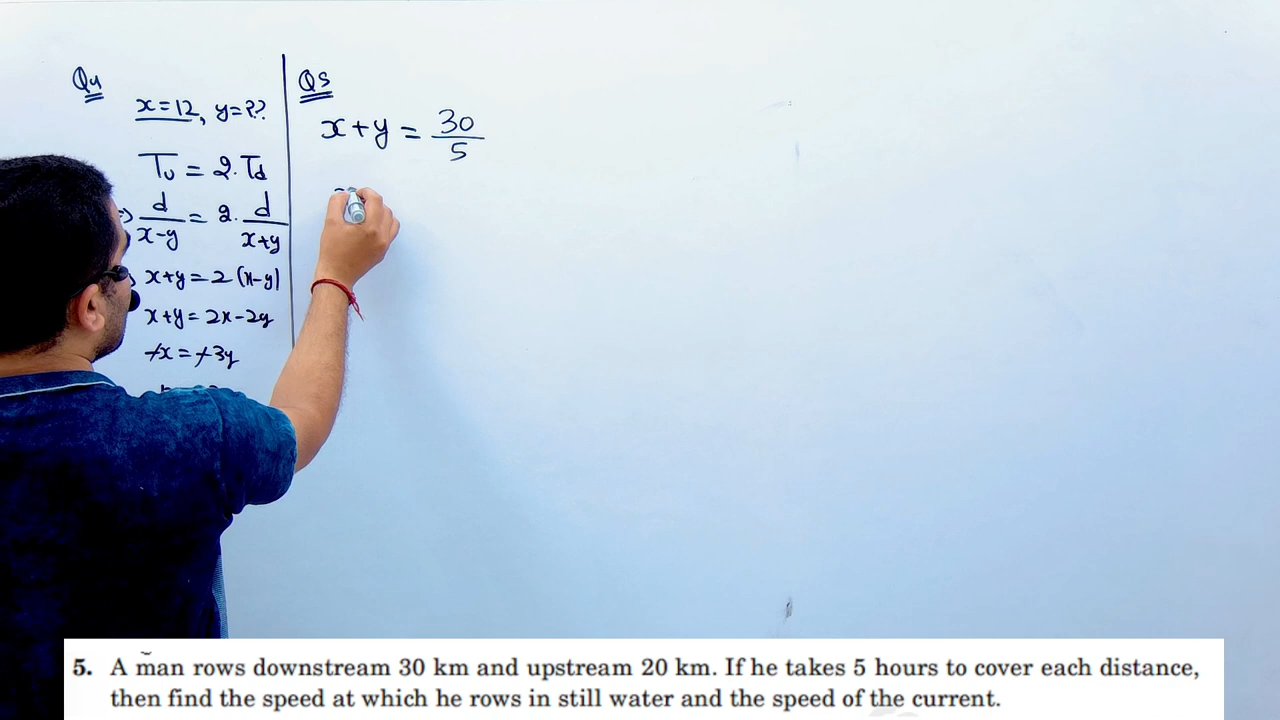 Q4
x=12, y=??
Tu = 2.Td
d/x-y = 2. d/x+y
x+y=2(x-y)
x+y=2x-2y
-x=-3y
Q5
x+y = 30/5
5. A man rows downstream 30 km and upstream 20 km. If he takes 5 hours to cover each distance,
then find the speed at which he rows in still water and the speed of the current.